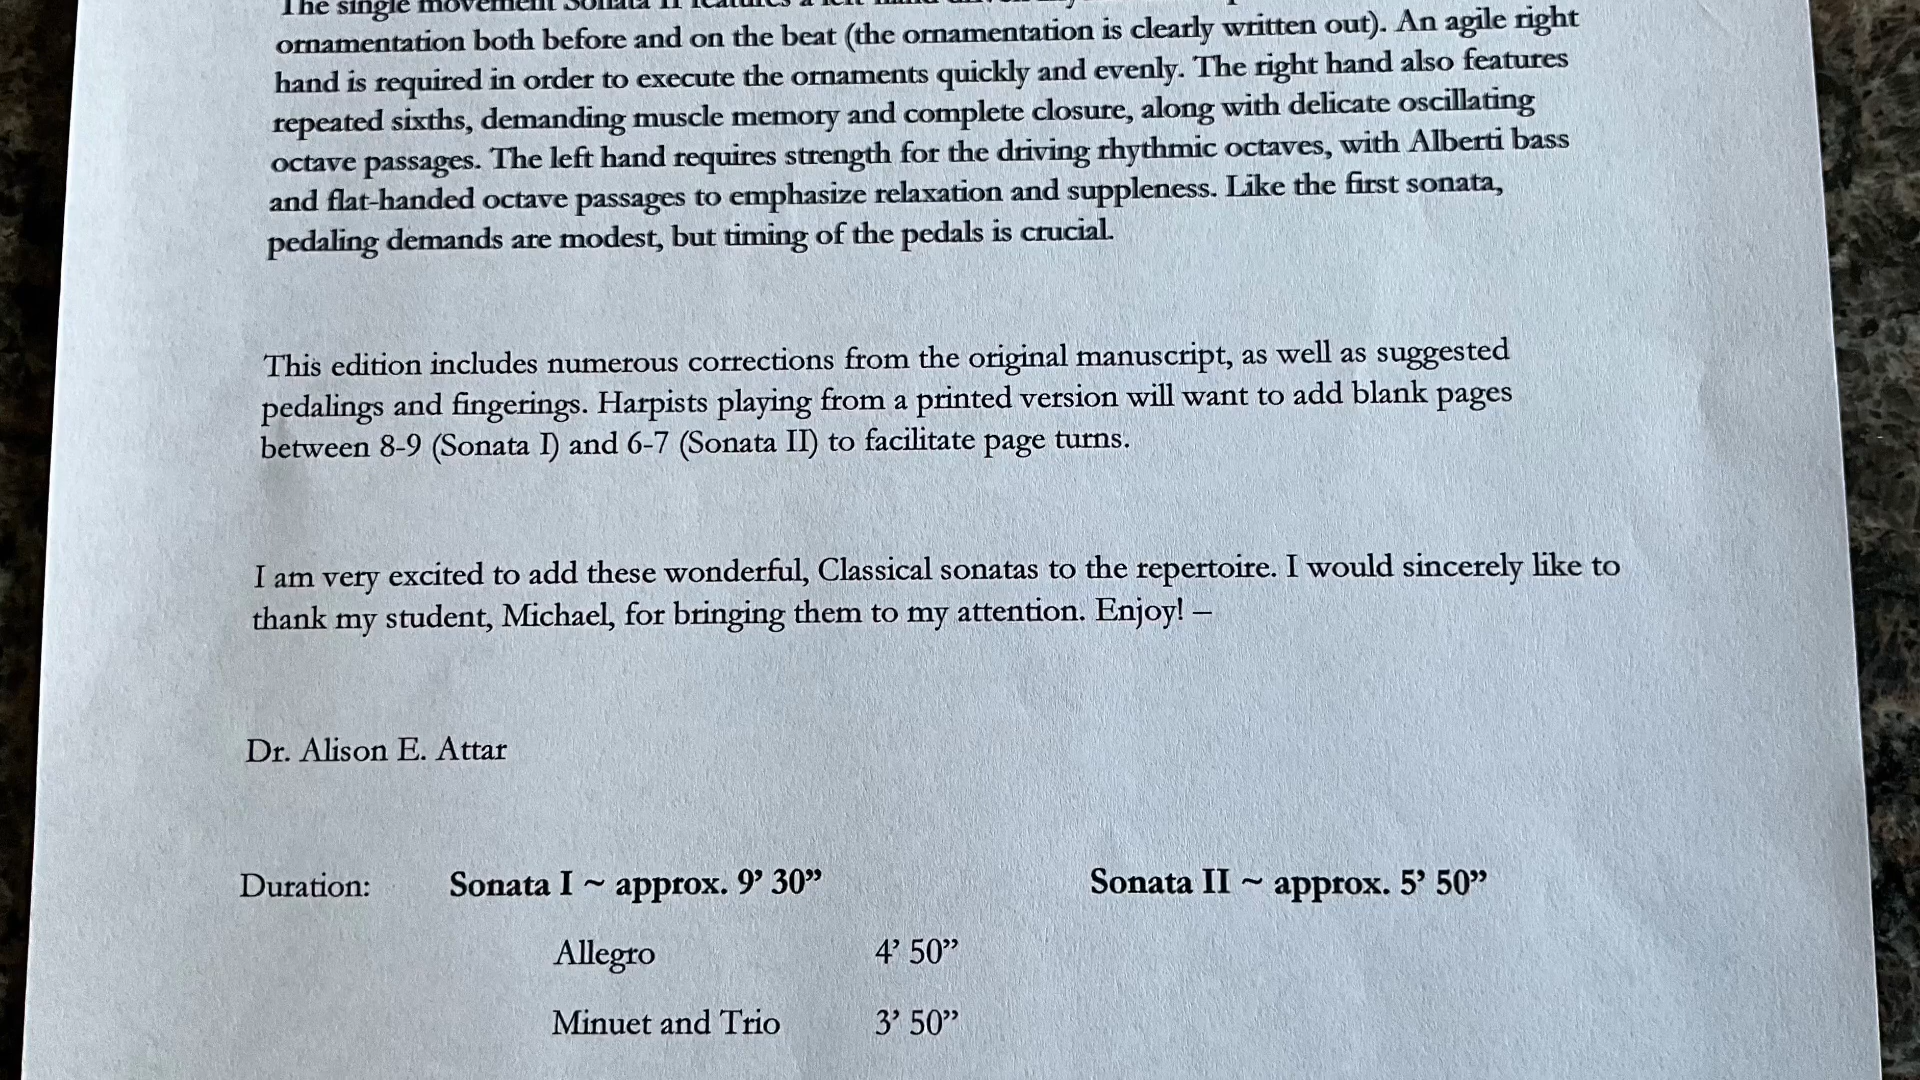 The single movement Sonata II features a left hand
ornamentation both before and on the beat (the ornamentation is clearly written out). An agile right
hand is required in order to execute the ornaments quickly and evenly. The right hand also features
repeated sixths, demanding muscle memory and complete closure, along with delicate oscillating
octave passages. The left hand requires strength for the driving rhythmic octaves, with Alberti bass
and flat-handed octave passages to emphasize relaxation and suppleness. Like the first sonata,
pedaling demands are modest, but timing of the pedals is crucial.
This edition includes numerous corrections from the original manuscript, as well as suggested
pedalings and fingerings. Harpists playing from a printed version will want to add blank pages
between 8-9 (Sonata I) and 6-7 (Sonata II) to facilitate page turns.
I am very excited to add these wonderful, Classical sonatas to the repertoire. I would sincerely like to
thank my student, Michael, for bringing them to my attention. Enjoy! –
Dr. Alison E. Attar
Duration: Sonata I ~ approx. 9’ 30” Sonata II ~ approx. 5’ 50”
Allegro 4’ 50”
Minuet and Trio 3’ 50”